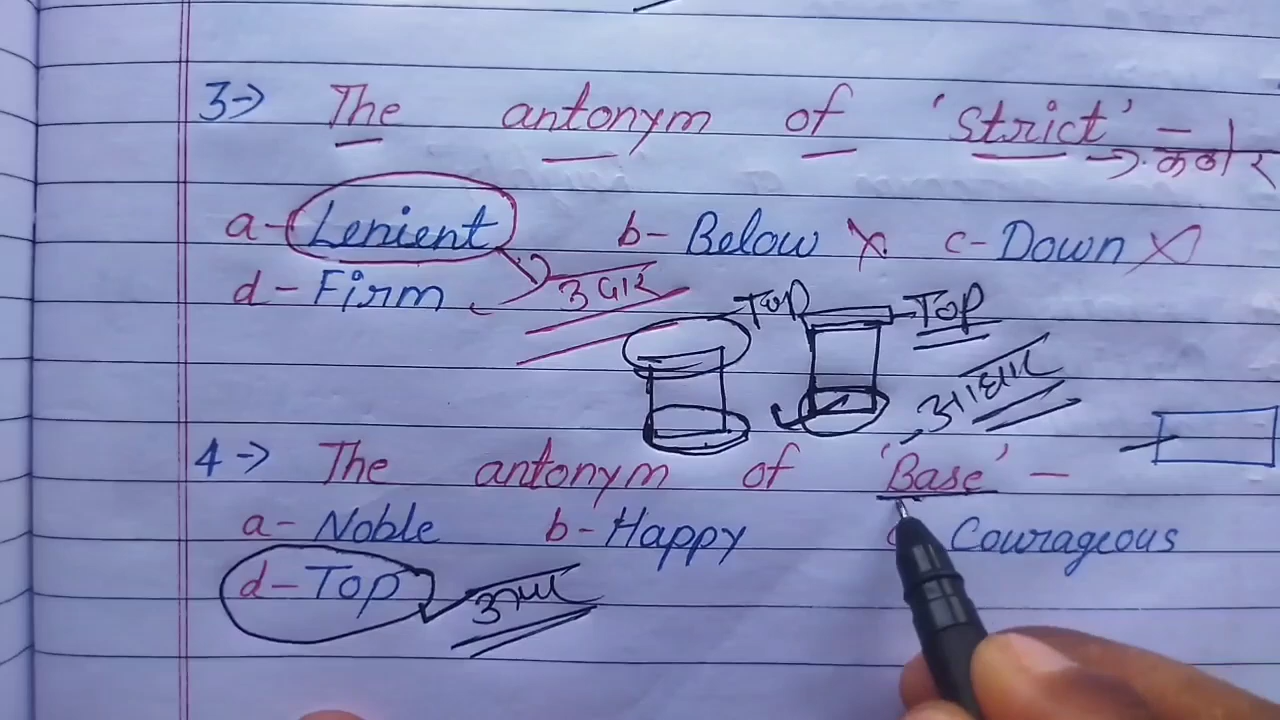 3-> The antonym of 'Strict' -
-> कठोर
a- Lenient b- Below c- Down
d- Firm
उदार
Top Top
आधार
4-> The antonym of 'Base' -
a- Noble b- Happy Courageous
d- Top